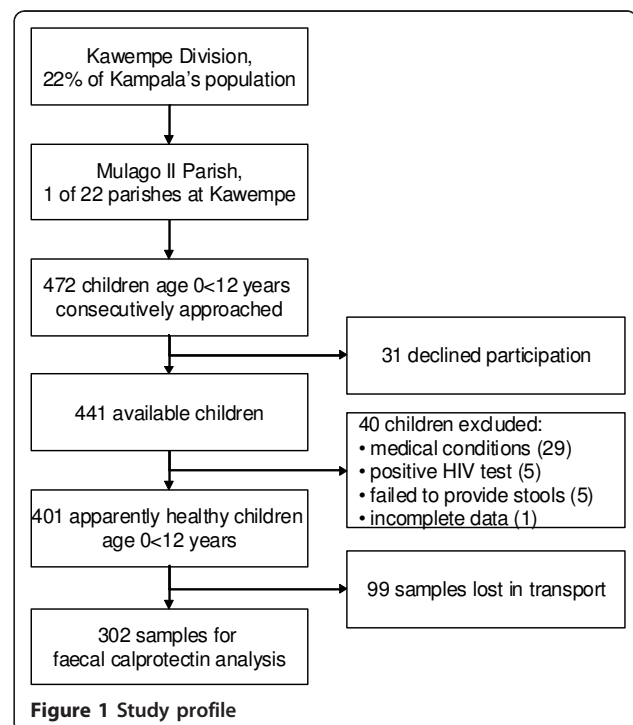 Kawempe Division,
22% of Kampala's population
Mulago II Parish,
1 of 22 parishes at Kawempe
472 children age 0<12 years
consecutively approached
31 declined participation
441 available children
40 children excluded:
• medical conditions (29)
• positive HIV test (5)
• failed to provide stools (5)
• incomplete data (1)
401 apparently healthy children
age 0<12 years
99 samples lost in transport
302 samples for
faecal calprotectin analysis
Figure 1 Study profile